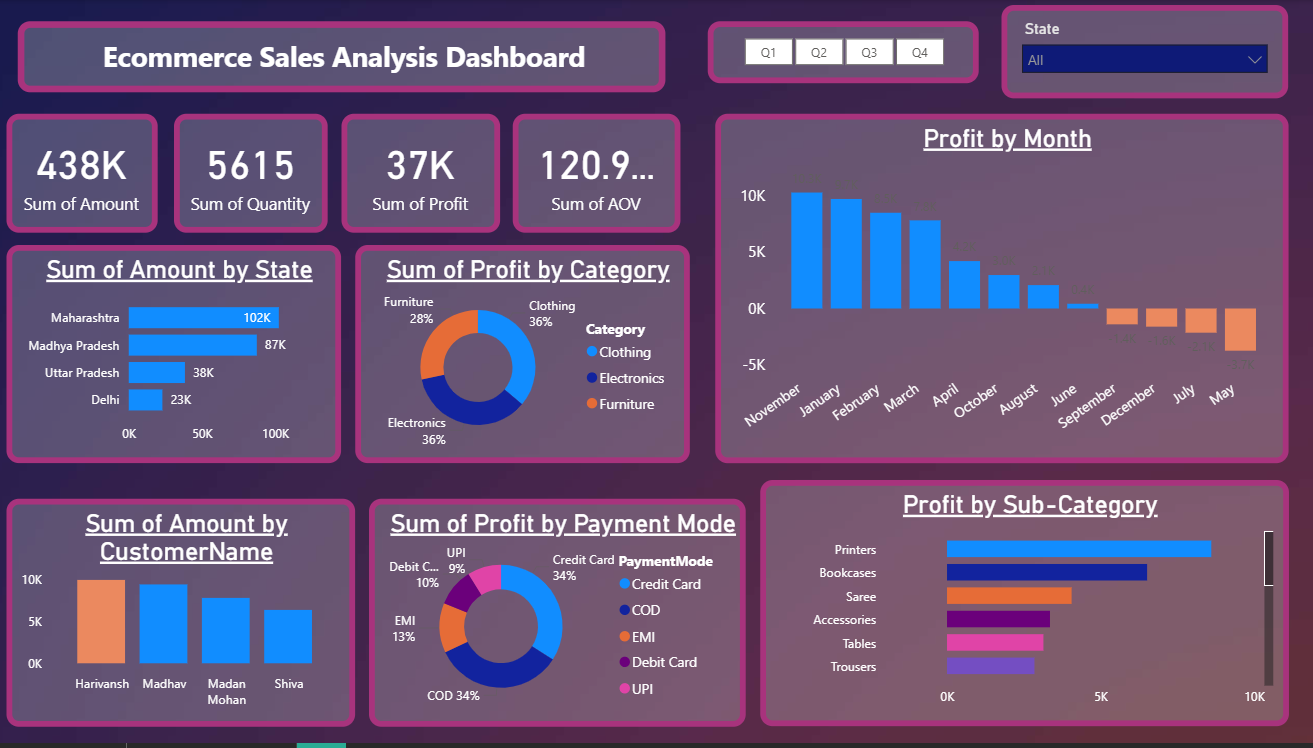 Ecommerce Sales Analysis Dashboard
Q1 Q2 Q3 Q4
State
All
438K
Sum of Amount
5615
Sum of Quantity
37K
Sum of Profit
120.9...
Sum of AOV
Profit by Month
10K
5K
0K
-5K
November January February March April October August June September December July May
Sum of Amount by State
Maharashtra 102K
Madhya Pradesh 87K
Uttar Pradesh 38K
Delhi 23K
0K 50K 100K
Sum of Profit by Category
Furniture
28%
Clothing
36%
Electronics
36%
Category
Clothing
Electronics
Furniture
Sum of Amount by
CustomerName
10K
5K
0K
Harivansh Madhav Madan Shiva
Mohan
Sum of Profit by Payment Mode
UPI
9%
Debit C...
10%
EMI
13%
COD 34%
Credit Card
34%
PaymentMode
Credit Card
COD
EMI
Debit Card
UPI
Profit by Sub-Category
Printers
Bookcases
Saree
Accessories
Tables
Trousers
0K 5K 10K